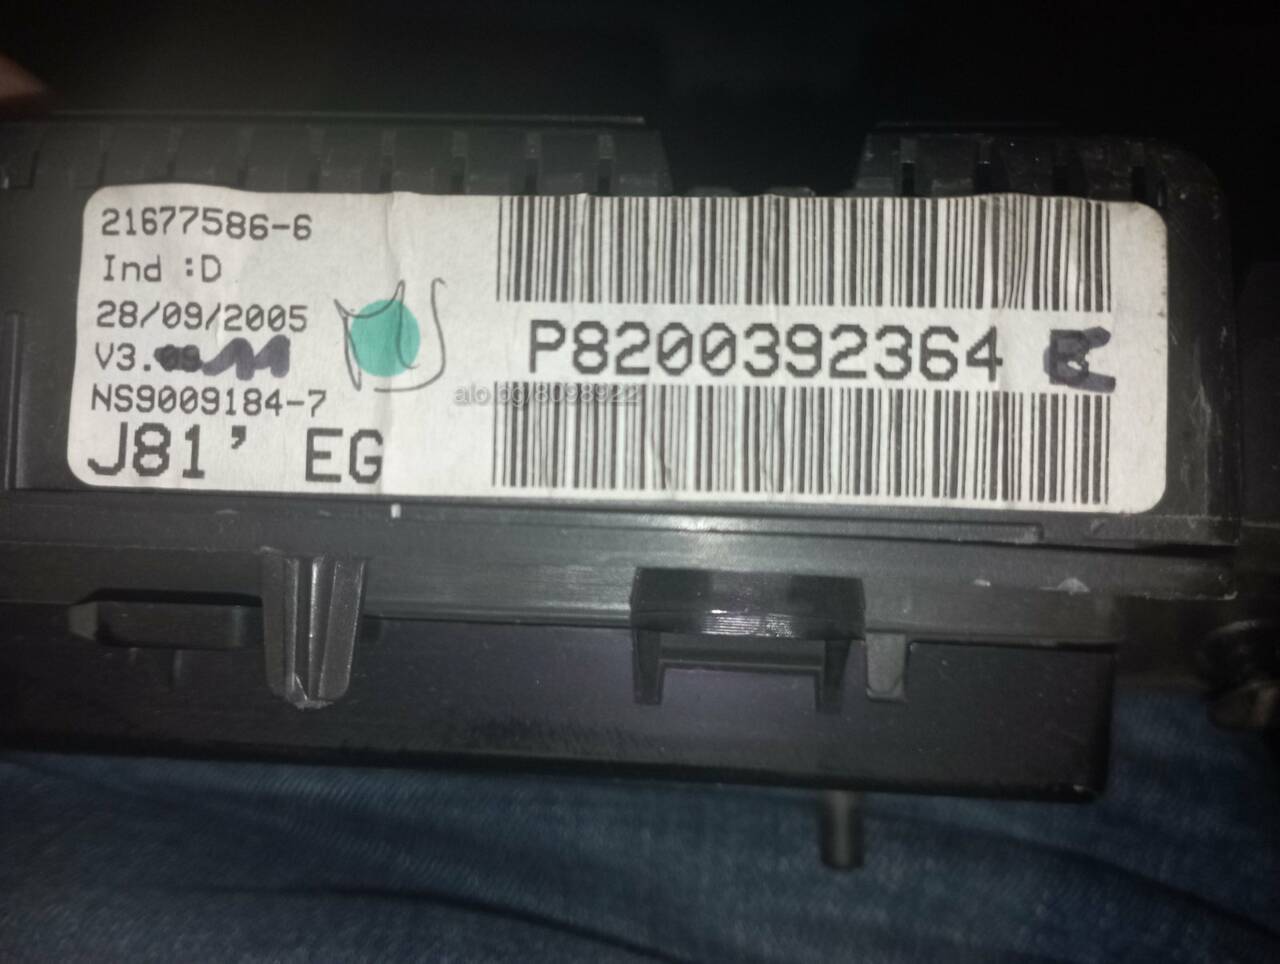 21677586-6
Ind :D
28/09/2005
V3.
NS9009184-7
J81' EG
P8200392364
alo.bg/8098922